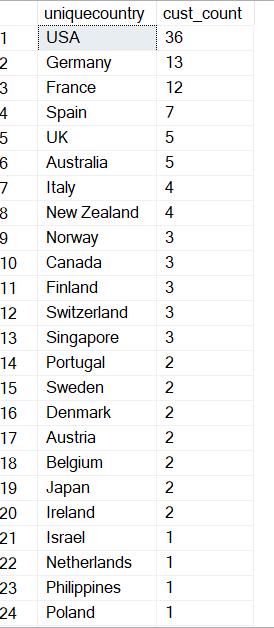 uniquecountry cust_count
1 USA 36
2 Germany 13
3 France 12
4 Spain 7
5 UK 5
6 Australia 5
7 Italy 4
8 New Zealand 4
9 Norway 3
10 Canada 3
11 Finland 3
12 Switzerland 3
13 Singapore 3
14 Portugal 2
15 Sweden 2
16 Denmark 2
17 Austria 2
18 Belgium 2
19 Japan 2
20 Ireland 2
21 Israel 1
22 Netherlands 1
23 Philippines 1
24 Poland 1